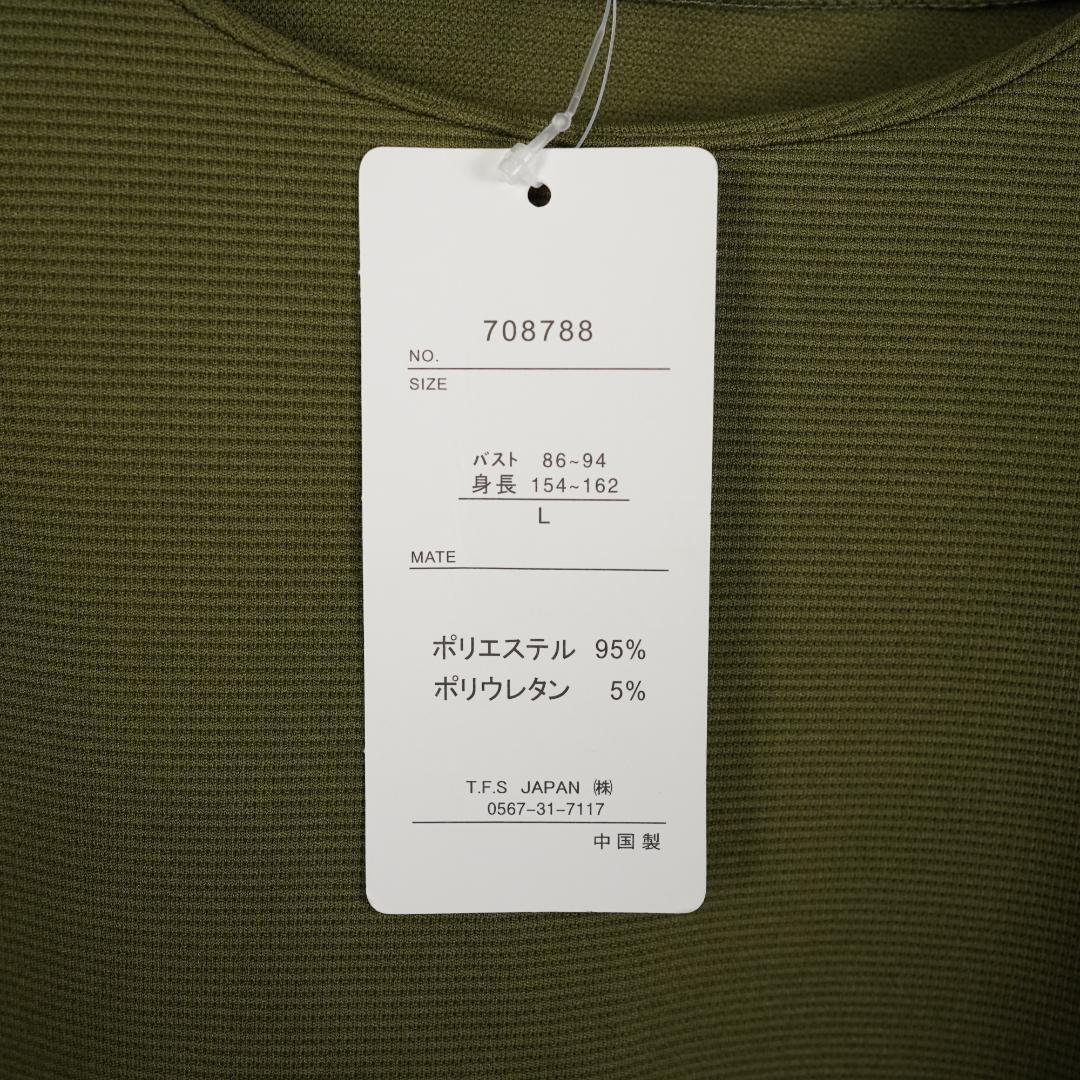 708788
NO.
SIZE
バスト 86~94
身長 154~162
L
MATE
ポリエステル 95%
ポリウレタン 5%
T.F.S JAPAN ㈱
0567-31-7117
中国製